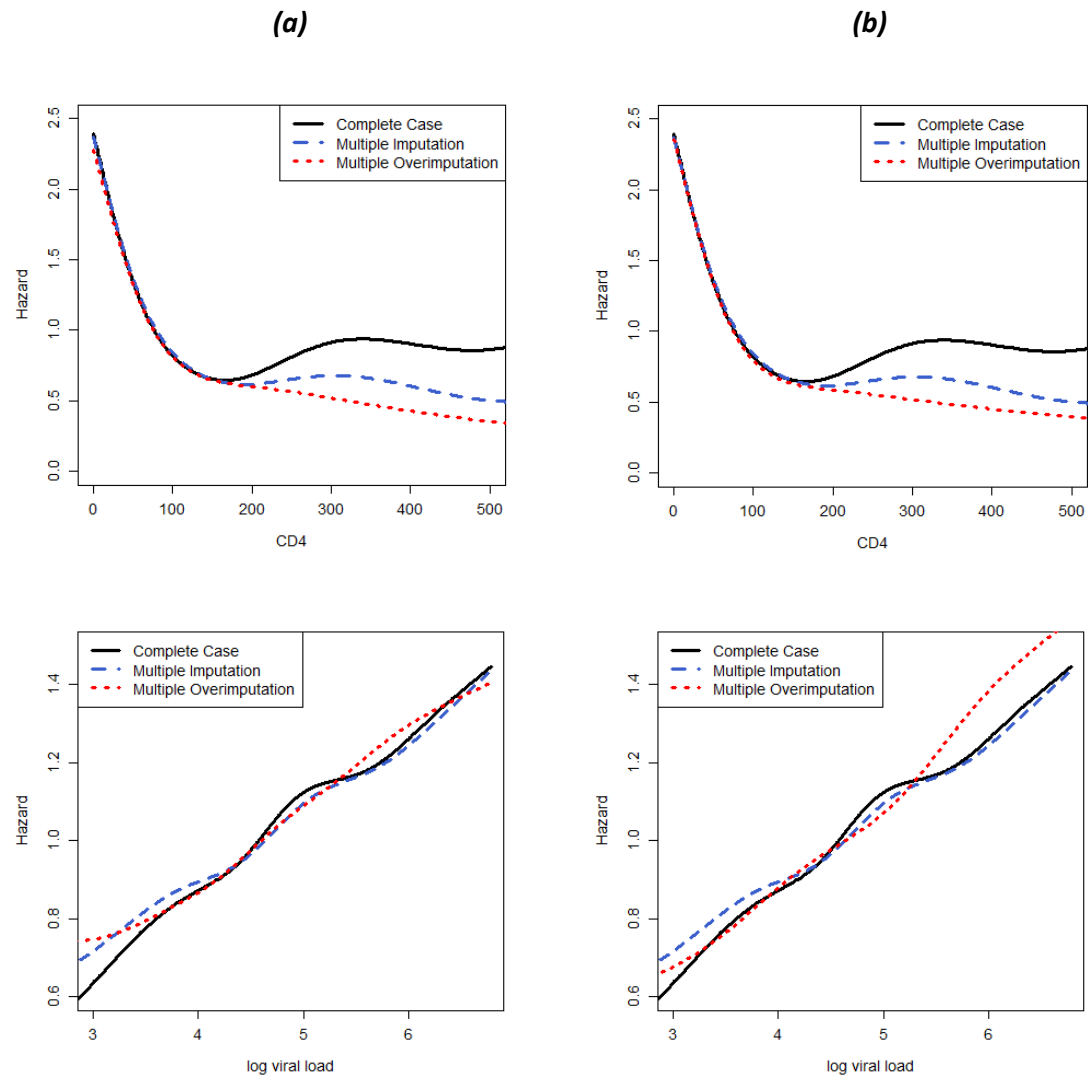 (a)
(b)
Complete Case
Multiple Imputation
Multiple Overimputation
Hazard
2.5
2.0
1.5
1.0
0.5
0.0
0 100 200 300 400 500
CD4
Complete Case
Multiple Imputation
Multiple Overimputation
Hazard
2.5
2.0
1.5
1.0
0.5
0.0
0 100 200 300 400 500
CD4
Complete Case
Multiple Imputation
Multiple Overimputation
Hazard
1.4
1.2
1.0
0.8
0.6
3 4 5 6
log viral load
Complete Case
Multiple Imputation
Multiple Overimputation
Hazard
1.4
1.2
1.0
0.8
0.6
3 4 5 6
log viral load